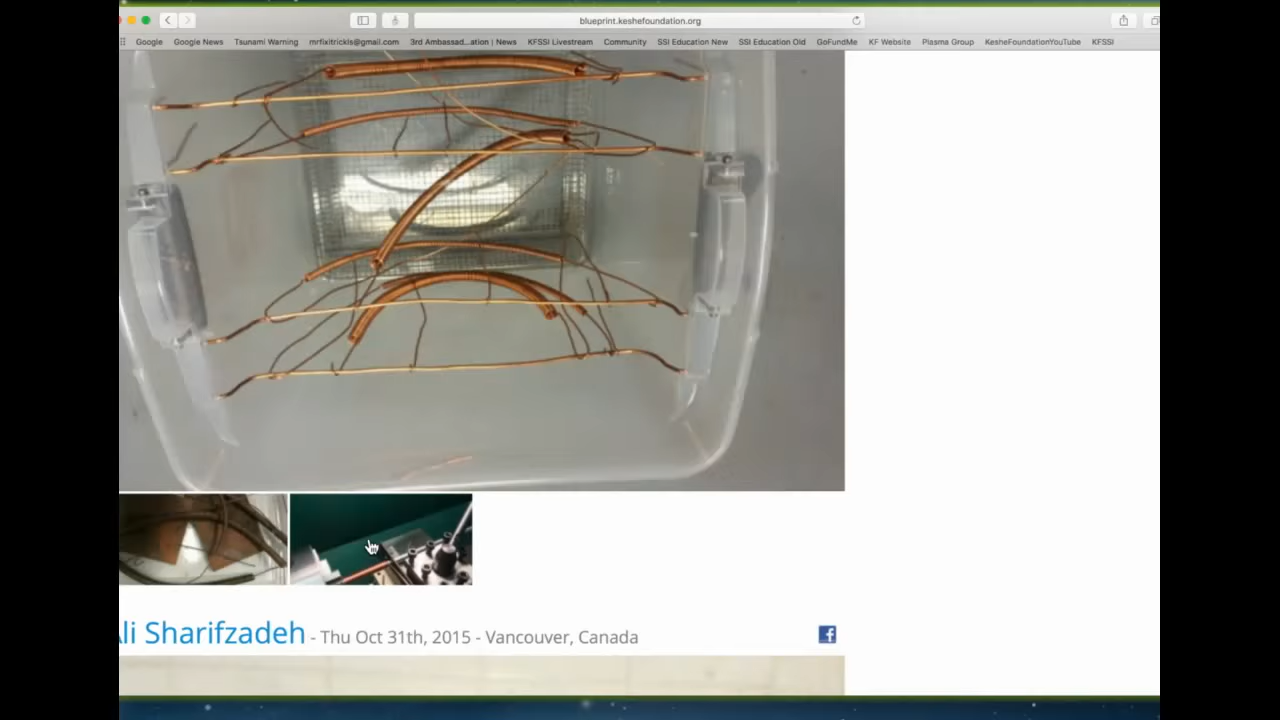 blueprint.keshefoundation.org
Google Google News Tsunami Warning mrfixitrickls@gmail.com 3rd Ambassad...ation | News KFSSI Livestream Community SSI Education New SSI Education Old GoFundMe KF Website Plasma Group KesheFoundationYouTube KFSSI
li Sharifzadeh - Thu Oct 31th, 2015 - Vancouver, Canada